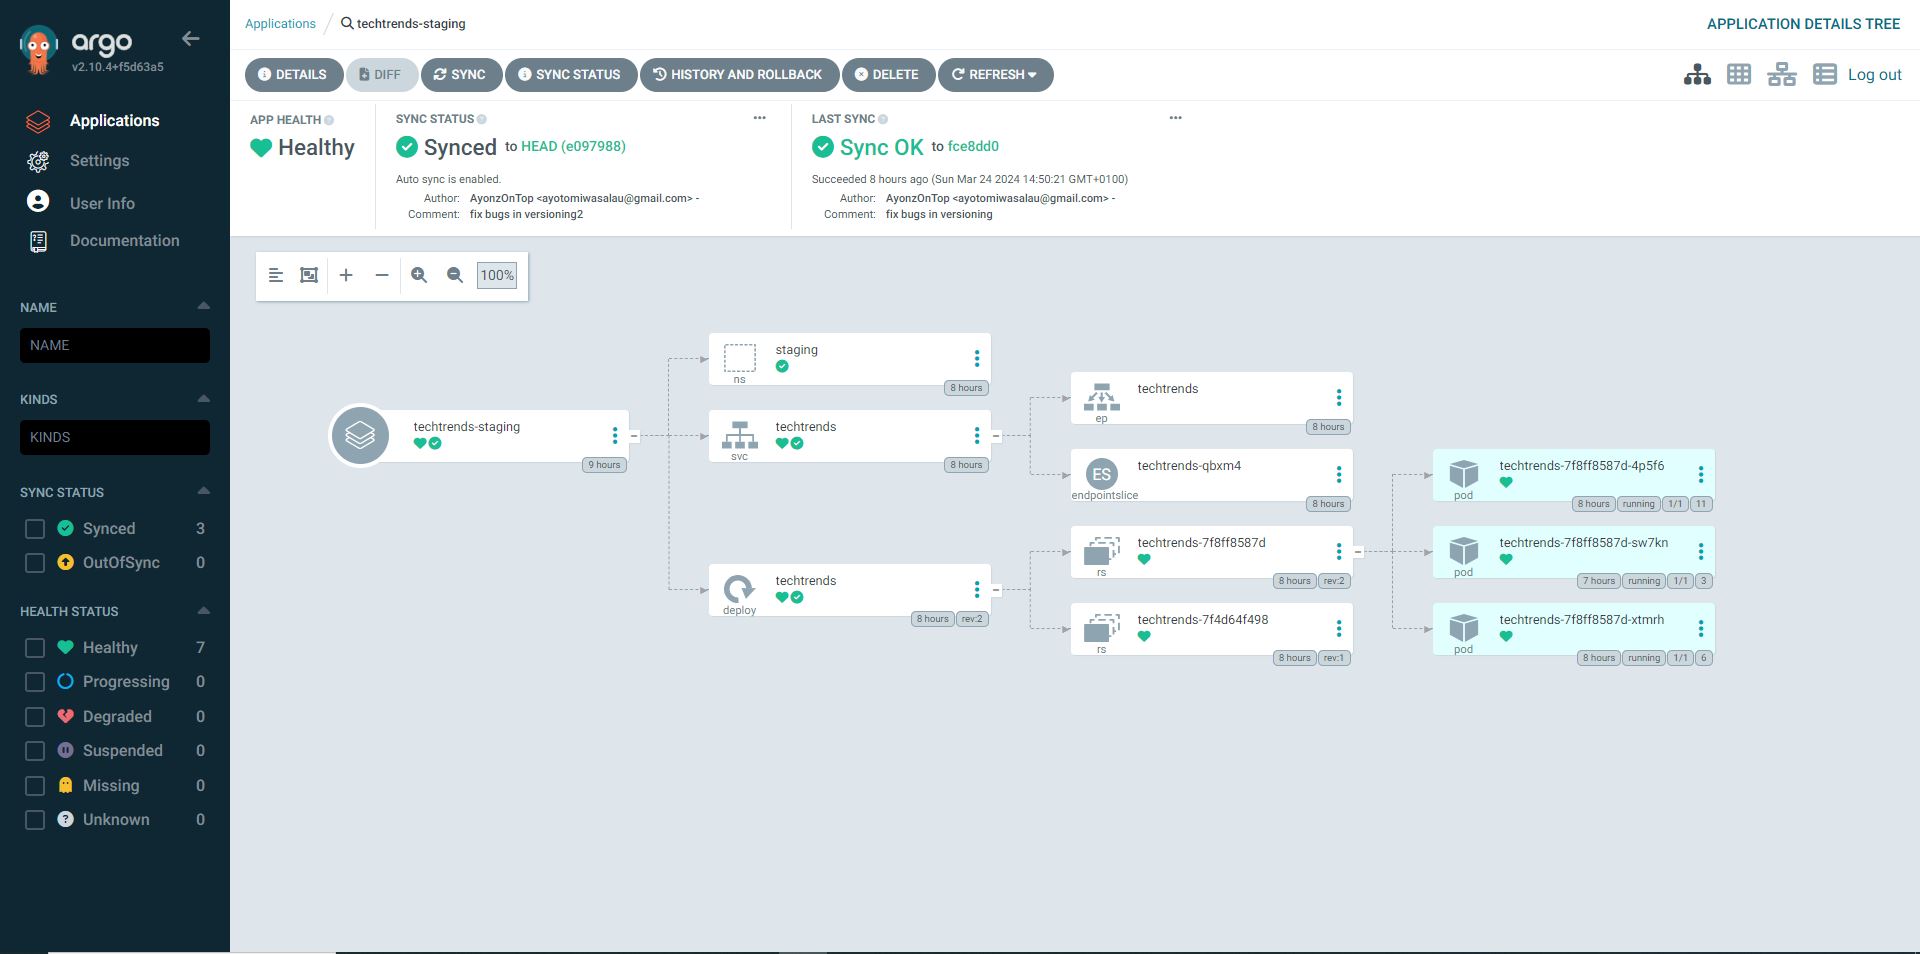 argo
v2.10.4+f5d63a5
Applications
Settings
User Info
Documentation
NAME
NAME
KINDS
KINDS
SYNC STATUS
Synced 3
OutOfSync 0
HEALTH STATUS
Healthy 7
Progressing 0
Degraded 0
Suspended 0
Missing 0
Unknown 0
Applications / techtrends-staging
APPLICATION DETAILS TREE
DETAILS DIFF SYNC SYNC STATUS HISTORY AND ROLLBACK DELETE REFRESH
Log out
APP HEALTH
Healthy
SYNC STATUS
Synced to HEAD (e097988)
Auto sync is enabled.
Author: AyonzOnTop <ayotomiwasalau@gmail.com> -
Comment: fix bugs in versioning2
LAST SYNC
Sync OK to fce8dd0
Succeeded 8 hours ago (Sun Mar 24 2024 14:50:21 GMT+0100)
Author: AyonzOnTop <ayotomiwasalau@gmail.com> -
Comment: fix bugs in versioning
100%
techtrends-staging
9 hours
staging
ns
8 hours
techtrends
svc
8 hours
techtrends
deploy
8 hours rev:2
techtrends
ep
8 hours
ES
techtrends-qbxm4
endpointslice
8 hours
techtrends-7f8ff8587d
rs
8 hours rev:2
techtrends-7f4d64f498
rs
8 hours rev:1
techtrends-7f8ff8587d-4p5f6
pod
8 hours running 1/1 11
techtrends-7f8ff8587d-sw7kn
pod
7 hours running 1/1 3
techtrends-7f8ff8587d-xtmrh
pod
8 hours running 1/1 6